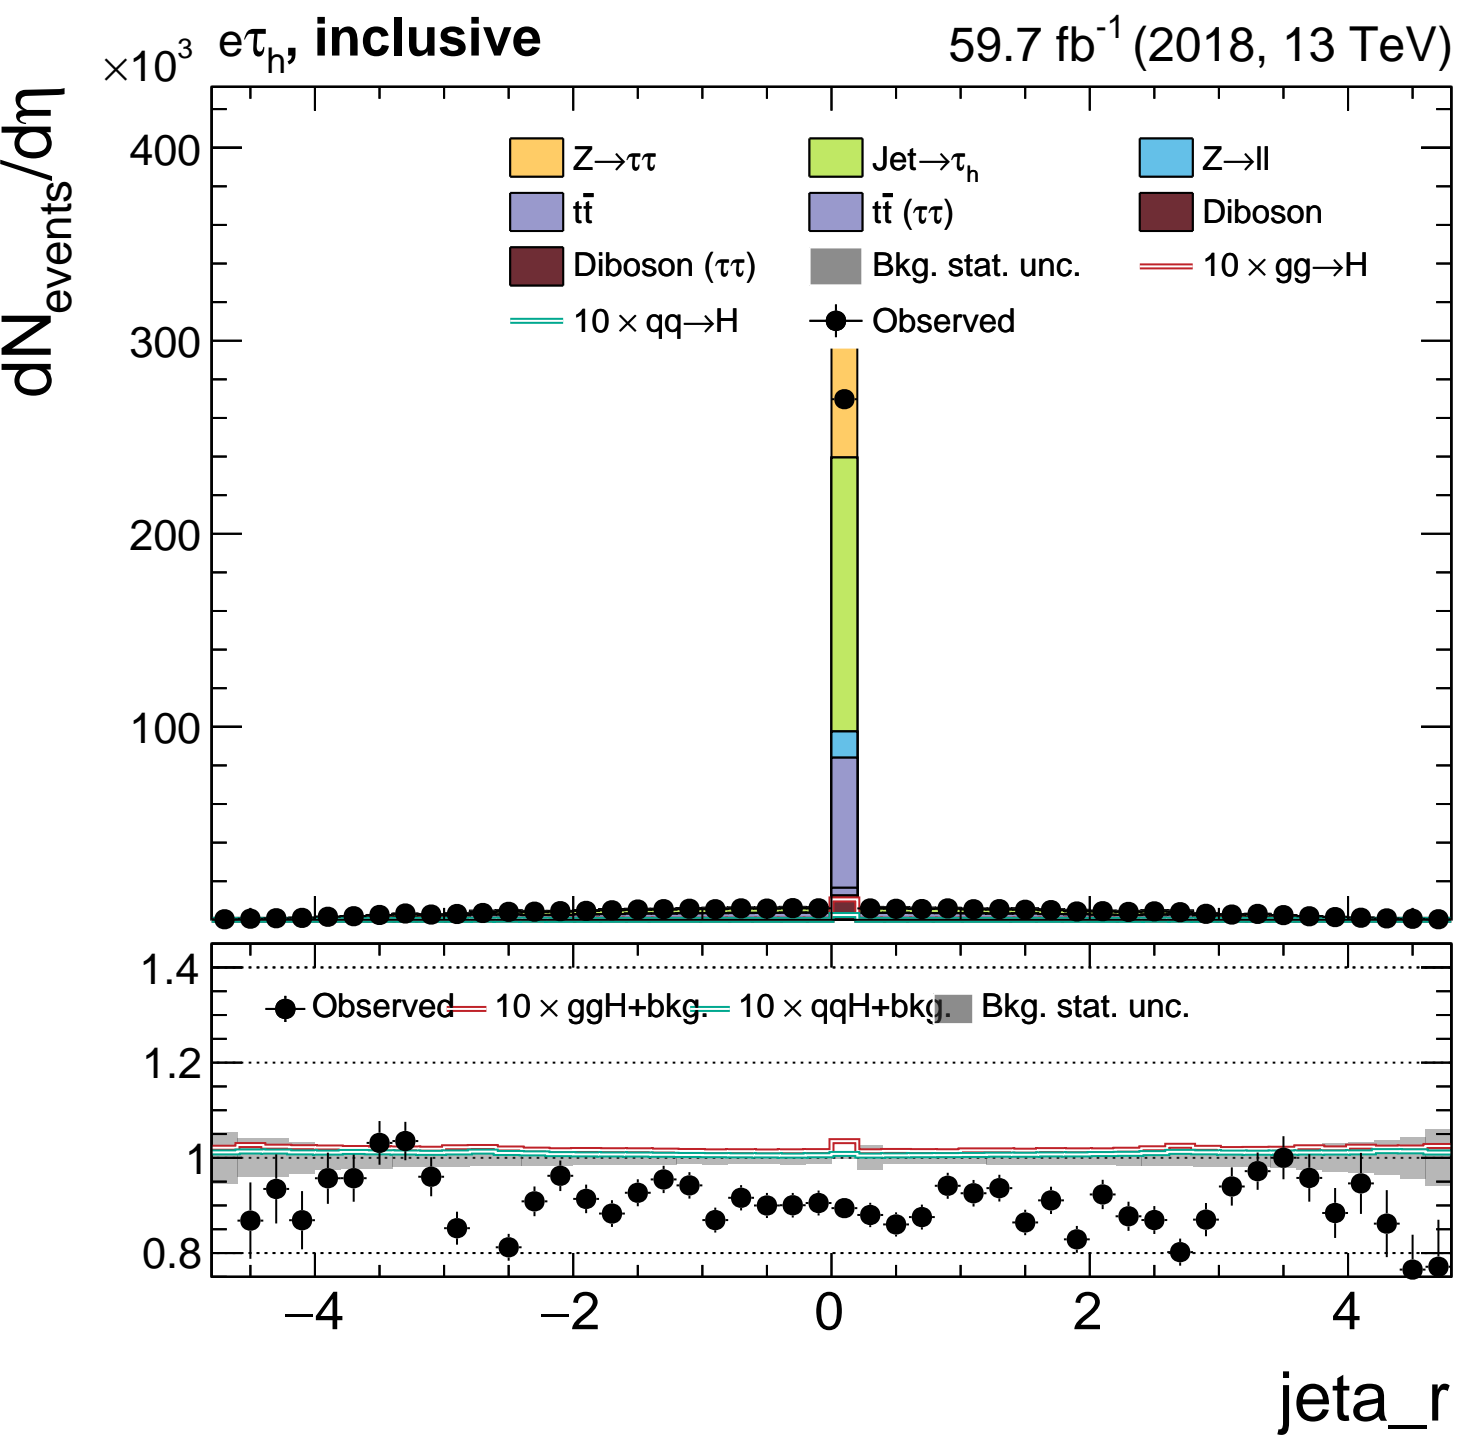 ×10³ eτₕ, inclusive 59.7 fb⁻¹ (2018, 13 TeV)
dN_events/dη
400
300
200
100
Z→ττ Jet→τₕ Z→ll
tt̄ tt̄ (ττ) Diboson
Diboson (ττ) Bkg. stat. unc. 10 × gg→H
10 × qq→H Observed
1.4
1.2
1
0.8
Observed 10 × ggH+bkg. 10 × qqH+bkg. Bkg. stat. unc.
−4 −2 0 2 4
jeta_r